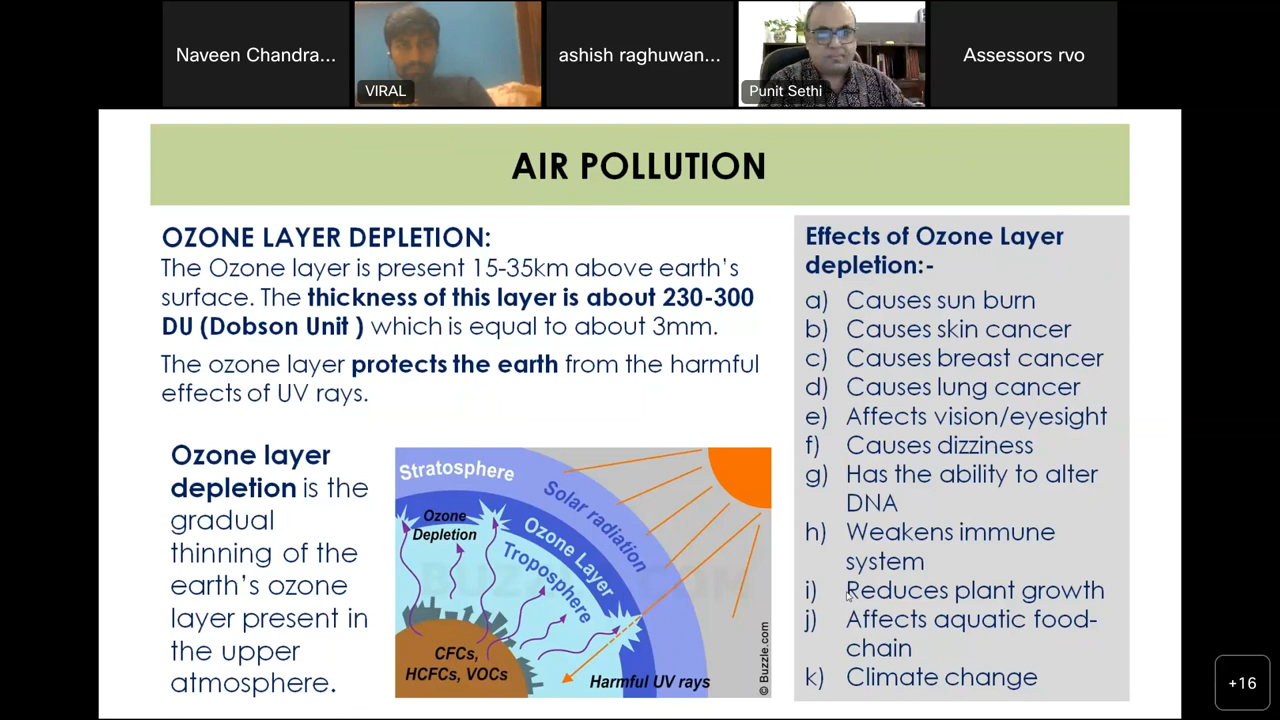 Naveen Chandra...
VIRAL
ashish raghuwan...
Punit Sethi
Assessors rvo
AIR POLLUTION
OZONE LAYER DEPLETION:
The Ozone layer is present 15-35km above earth's
surface. The thickness of this layer is about 230-300
DU (Dobson Unit ) which is equal to about 3mm.
The ozone layer protects the earth from the harmful
effects of UV rays.
Ozone layer
depletion is the
gradual
thinning of the
earth's ozone
layer present in
the upper
atmosphere.
Stratosphere
Solar radiation
Ozone
Depletion
Ozone Layer
Troposphere
CFCs,
HCFCs, VOCs
Harmful UV rays
© Buzzle.com
BUZZLE.COM
Effects of Ozone Layer
depletion:-
a) Causes sun burn
b) Causes skin cancer
c) Causes breast cancer
d) Causes lung cancer
e) Affects vision/eyesight
f) Causes dizziness
g) Has the ability to alter
DNA
h) Weakens immune
system
i) Reduces plant growth
j) Affects aquatic food-
chain
k) Climate change
+16